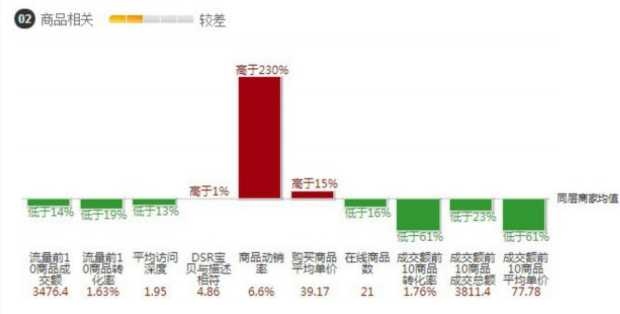 02 商品相关 较差
高于230%
高于1%
高于15%
同层商家均值
低于14%
低于19%
低于13%
低于16%
低于61%
低于23%
低于61%
流量前1
0商品成
交额
3476.4
流量前1
0商品转
化率
1.63%
平均访问
深度
1.95
DSR宝
贝与描述
相符
4.86
商品动销
率
6.6%
购买商品
平均单价
39.17
在线商品
数
21
成交额前
10商品
转化率
1.76%
成交额前
10商品
成交总额
3811.4
成交额前
10商品
平均单价
77.78